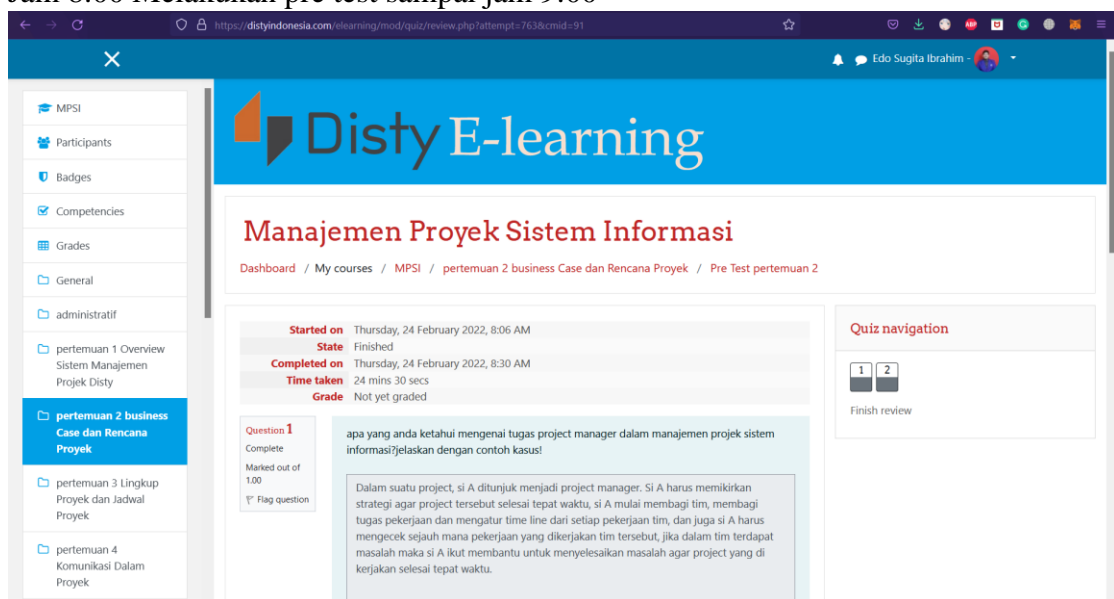 Jam 8.00 Melakukan pre test sampai jam 9.00
https://distyindonesia.com/elearning/mod/quiz/review.php?attempt=763&cmid=91
Edo Sugita Ibrahim -
MPSI
Participants
Badges
Competencies
Grades
General
administratif
pertemuan 1 Overview
Sistem Manajemen
Projek Disty
pertemuan 2 business
Case dan Rencana
Proyek
pertemuan 3 Lingkup
Proyek dan Jadwal
Proyek
pertemuan 4
Komunikasi Dalam
Proyek
Disty E-learning
Manajemen Proyek Sistem Informasi
Dashboard / My courses / MPSI / pertemuan 2 business Case dan Rencana Proyek / Pre Test pertemuan 2
Started on Thursday, 24 February 2022, 8:06 AM
State Finished
Completed on Thursday, 24 February 2022, 8:30 AM
Time taken 24 mins 30 secs
Grade Not yet graded
Question 1
Complete
Marked out of
1.00
Flag question
apa yang anda ketahui mengenai tugas project manager dalam manajemen projek sistem
informasi?jelaskan dengan contoh kasus!
Dalam suatu project, si A ditunjuk menjadi project manager. Si A harus memikirkan
strategi agar project tersebut selesai tepat waktu, si A mulai membagi tim, membagi
tugas pekerjaan dan mengatur time line dari setiap pekerjaan tim, dan juga si A harus
mengecek sejauh mana pekerjaan yang dikerjakan tim tersebut, jika dalam tim terdapat
masalah maka si A ikut membantu untuk menyelesaikan masalah agar project yang di
kerjakan selesai tepat waktu.
Quiz navigation
1 2
Finish review